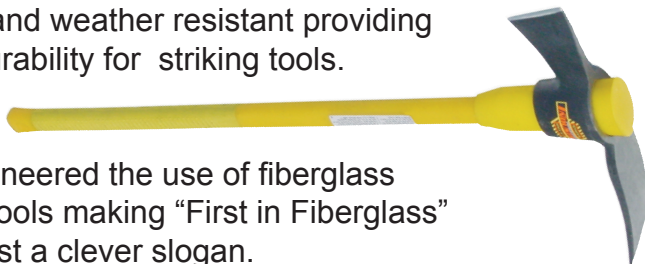 and weather resistant providing
rability for  striking tools.
neered the use of fiberglass
ools making “First in Fiberglass”
st a clever slogan.